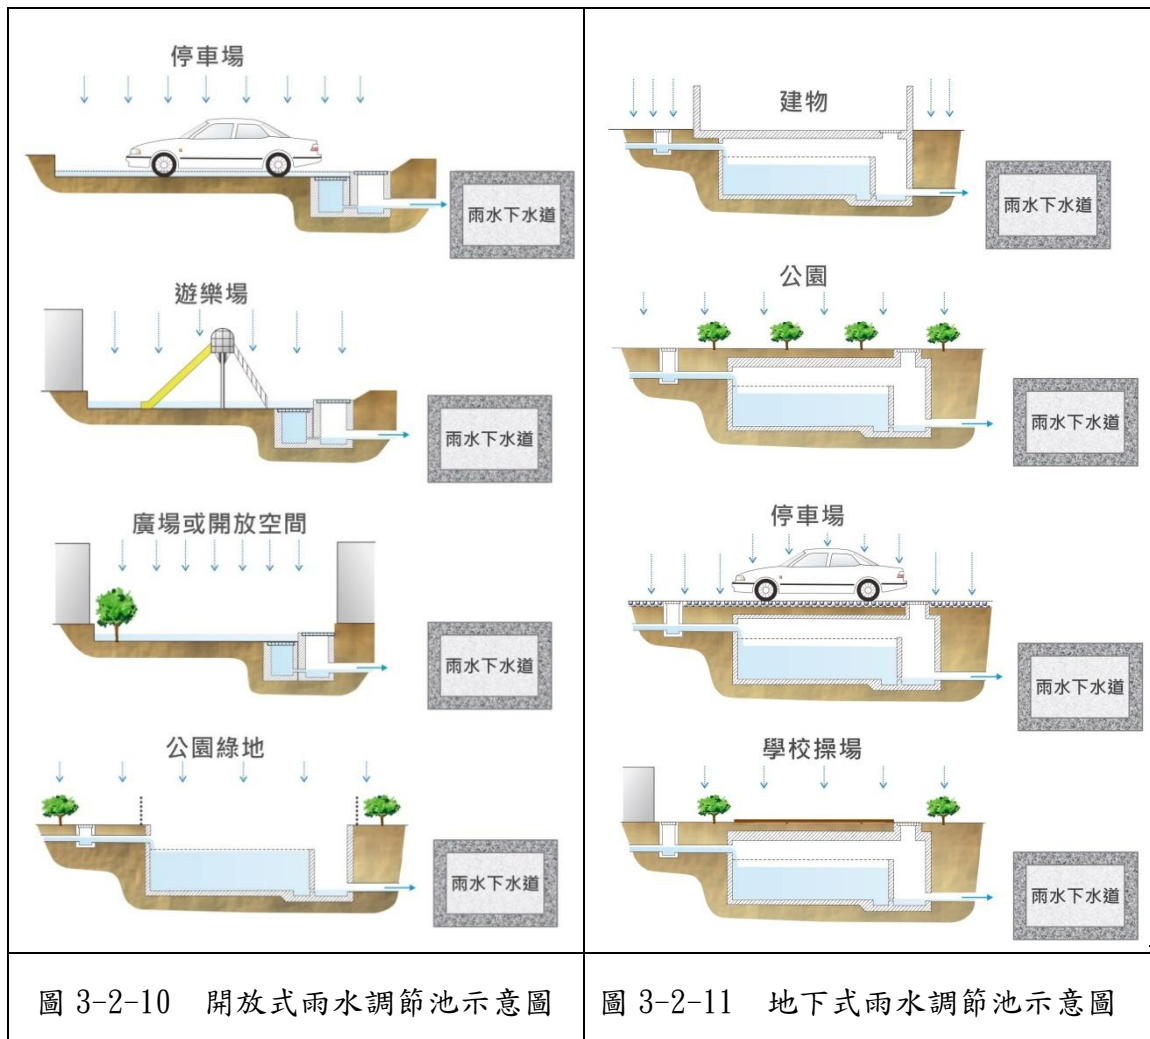 停車場
雨水下水道
遊樂場
雨水下水道
廣場或開放空間
雨水下水道
公園綠地
雨水下水道
圖 3-2-10 開放式雨水調節池示意圖
建物
雨水下水道
公園
雨水下水道
停車場
雨水下水道
學校操場
雨水下水道
圖 3-2-11 地下式雨水調節池示意圖